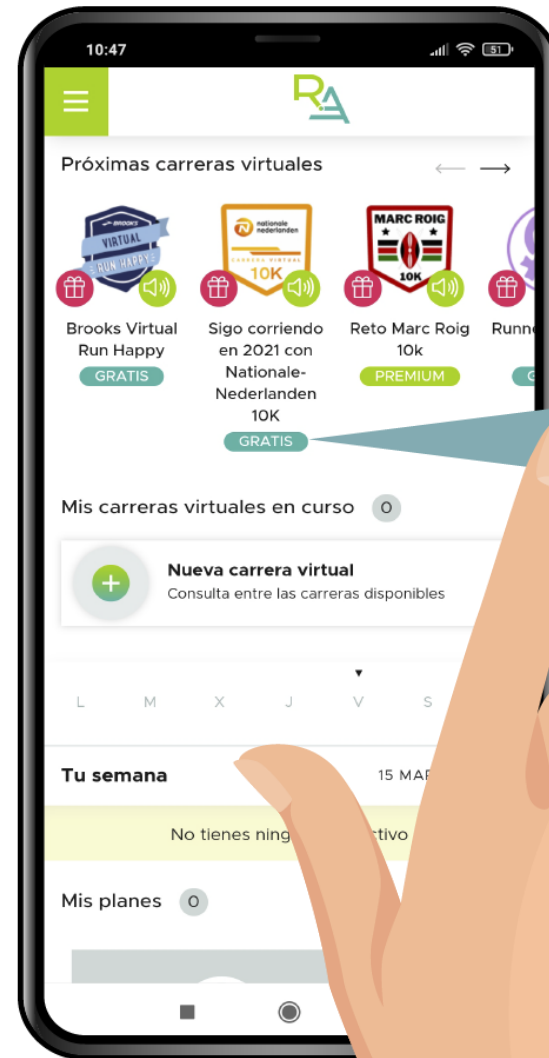 10:47
51
RA
Próximas carreras virtuales
BROOKS
VIRTUAL
RUN HAPPY
Brooks Virtual
Run Happy
GRATIS
nationale
nederlanden
CARRERA VIRTUAL
10K
Sigo corriendo
en 2021 con
Nationale-
Nederlanden
10K
GRATIS
MARC ROIG
10K
Reto Marc Roig
10k
PREMIUM
Mis carreras virtuales en curso 0
Nueva carrera virtual
Consulta entre las carreras disponibles
L M X J V S
Tu semana 15
No tienes
Mis planes 0